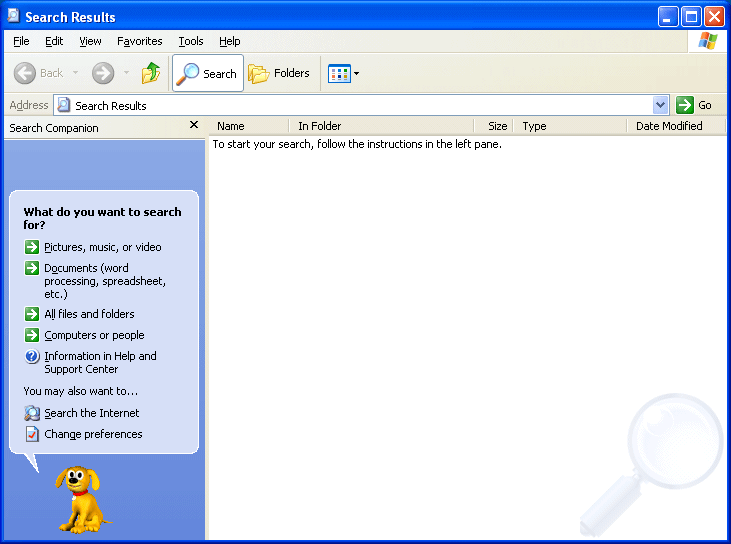 Search Results
File Edit View Favorites Tools Help
Back Search Folders
Address Search Results Go
Search Companion
Name In Folder Size Type Date Modified
To start your search, follow the instructions in the left pane.
What do you want to search
for?
Pictures, music, or video
Documents (word
processing, spreadsheet,
etc.)
All files and folders
Computers or people
Information in Help and
Support Center
You may also want to...
Search the Internet
Change preferences